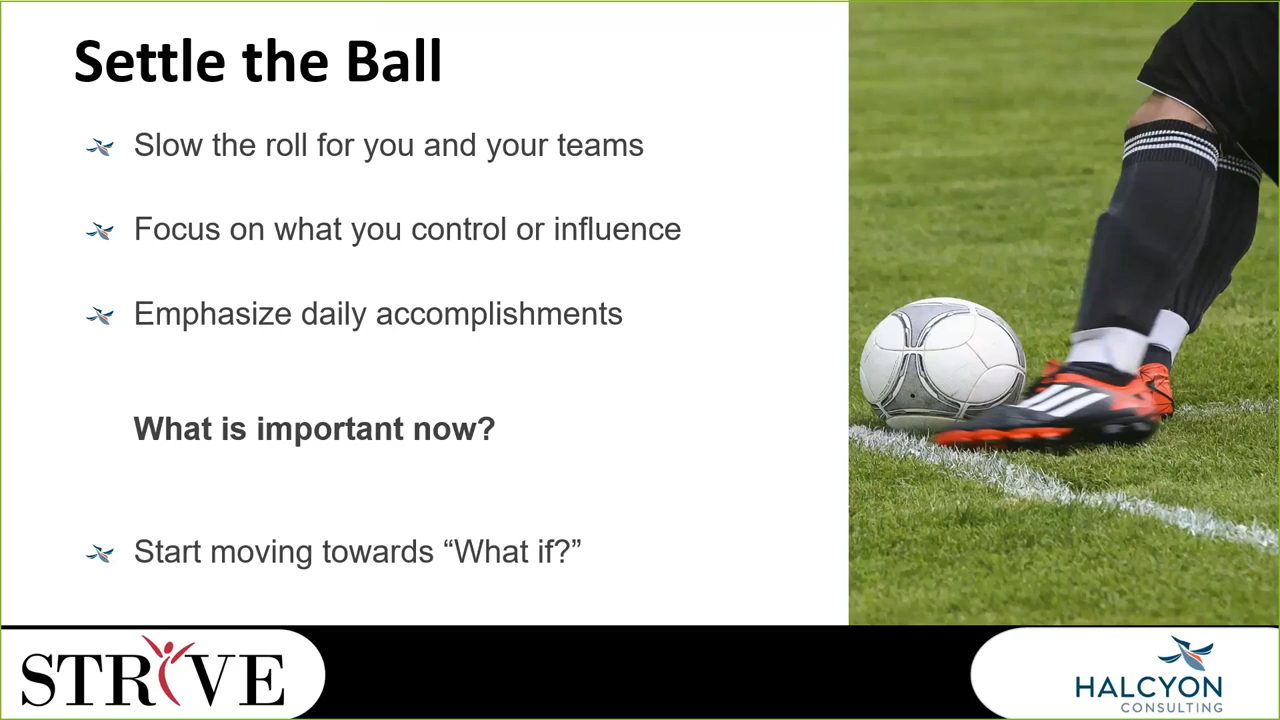 Settle the Ball
Slow the roll for you and your teams
Focus on what you control or influence
Emphasize daily accomplishments
What is important now?
Start moving towards “What if?”
STRIVE
HALCYON
CONSULTING